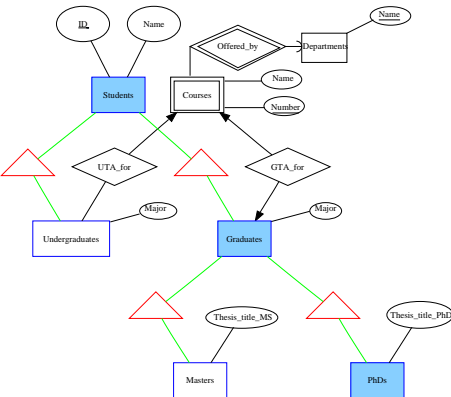 Name
ID
Name
Offered_by
Departments
Students
Courses
Name
Number
UTA_for
GTA_for
Major
Major
Undergraduates
Graduates
Thesis_title_MS
Thesis_title_PhD
Masters
PhDs